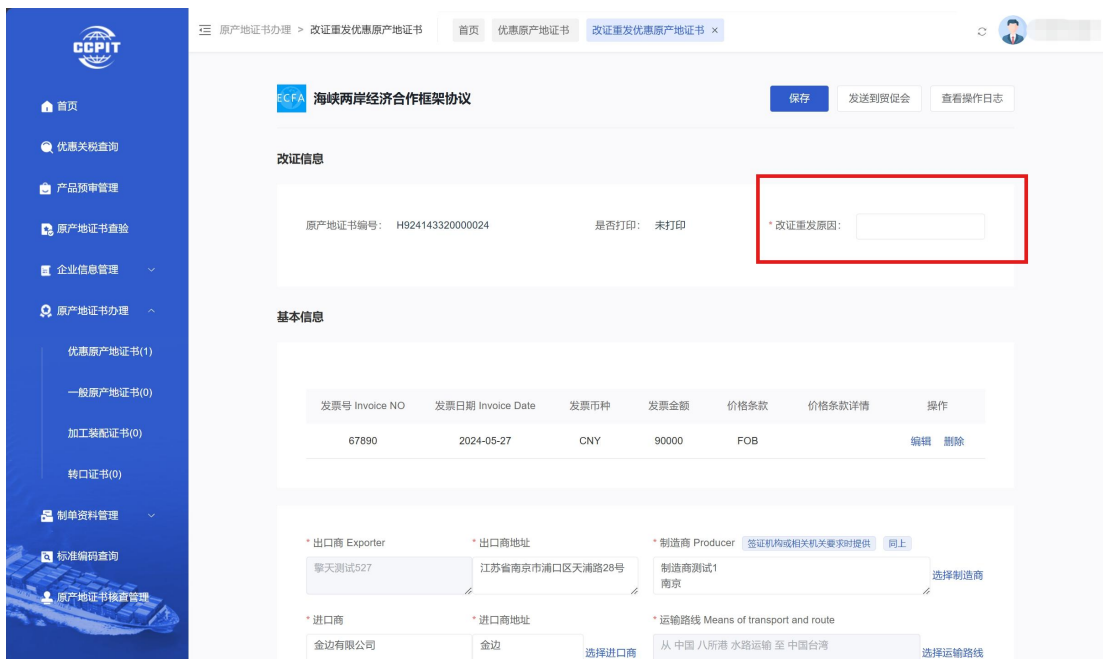 CCPIT
原产地证书办理 > 改证重发优惠原产地证书
首页 优惠原产地证书 改证重发优惠原产地证书 ×
首页
优惠关税查询
产品预审管理
原产地证书查验
企业信息管理
原产地证书办理
优惠原产地证书(1)
一般原产地证书(0)
加工装配证书(0)
转口证书(0)
制单资料管理
标准编码查询
原产地证书核查管理
ECFA 海峡两岸经济合作框架协议
保存 发送到贸促会 查看操作日志
改证信息
原产地证书编号: H924143320000024 是否打印: 未打印 * 改证重发原因:
基本信息
发票号 Invoice NO 发票日期 Invoice Date 发票币种 发票金额 价格条款 价格条款详情 操作
67890 2024-05-27 CNY 90000 FOB 编辑 删除
* 出口商 Exporter * 出口商地址 * 制造商 Producer 签证机构或相关机关要求时提供 同上
擎天测试527 江苏省南京市浦口区天浦路28号 制造商测试1
南京 选择制造商
* 进口商 * 进口商地址 * 运输路线 Means of transport and route
金边有限公司 金边 选择进口商 从 中国 八所港 水路运输 至 中国台湾 选择运输路线